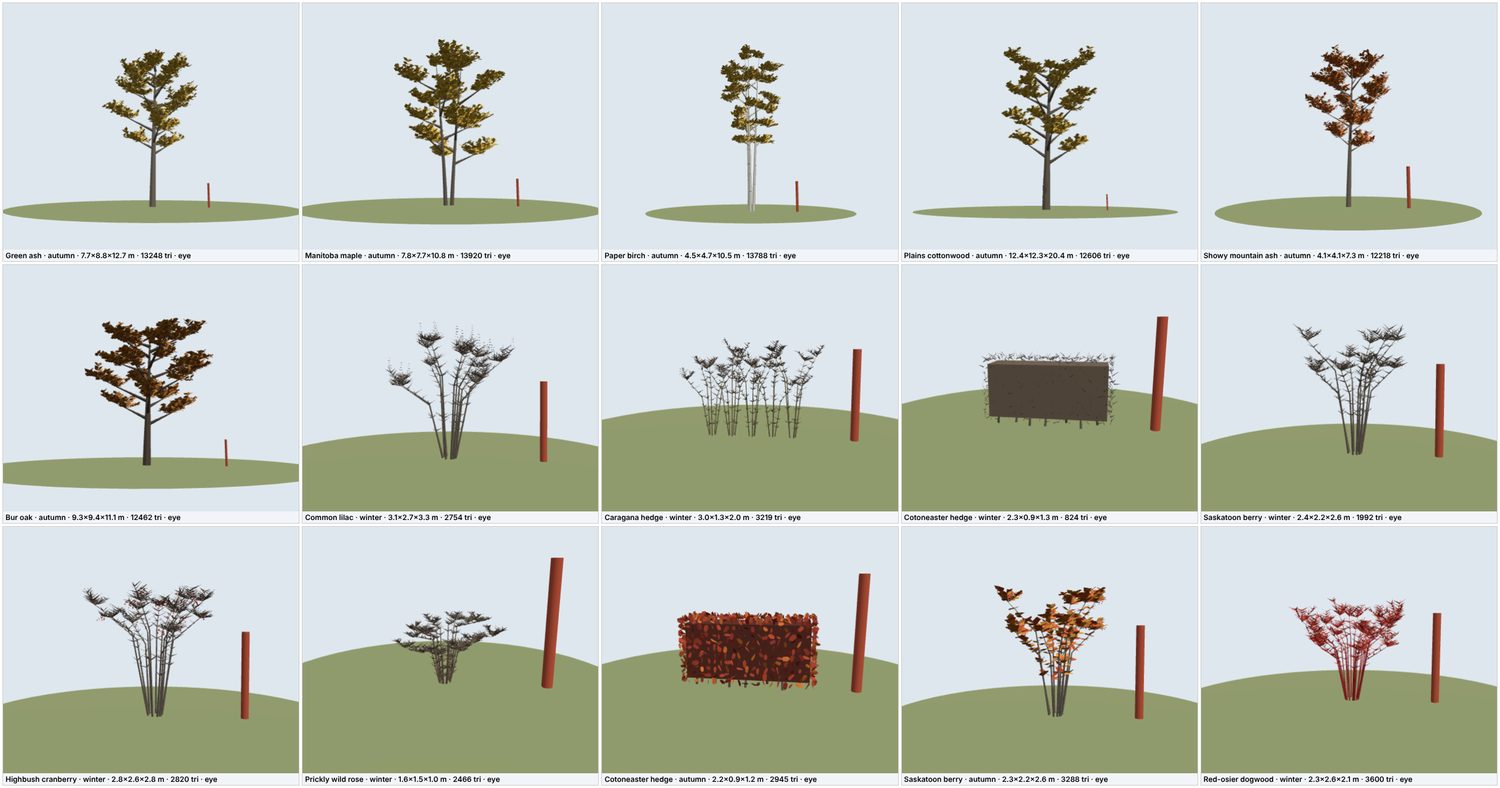 Green ash · autumn · 7.7×8.8×12.7 m · 13248 tri · eye
Manitoba maple · autumn · 7.8×7.7×10.8 m · 13920 tri · eye
Paper birch · autumn · 4.5×4.7×10.5 m · 13788 tri · eye
Plains cottonwood · autumn · 12.4×12.3×20.4 m · 12606 tri · eye
Showy mountain ash · autumn · 4.1×4.1×7.3 m · 12218 tri · eye
Bur oak · autumn · 9.3×9.4×11.1 m · 12462 tri · eye
Common lilac · winter · 3.1×2.7×3.3 m · 2754 tri · eye
Caragana hedge · winter · 3.0×1.3×2.0 m · 3219 tri · eye
Cotoneaster hedge · winter · 2.3×0.9×1.3 m · 824 tri · eye
Saskatoon berry · winter · 2.4×2.2×2.6 m · 1992 tri · eye
Highbush cranberry · winter · 2.8×2.6×2.8 m · 2820 tri · eye
Prickly wild rose · winter · 1.6×1.5×1.0 m · 2466 tri · eye
Cotoneaster hedge · autumn · 2.2×0.9×1.2 m · 2945 tri · eye
Saskatoon berry · autumn · 2.3×2.2×2.6 m · 3288 tri · eye
Red-osier dogwood · winter · 2.3×2.6×2.1 m · 3600 tri · eye